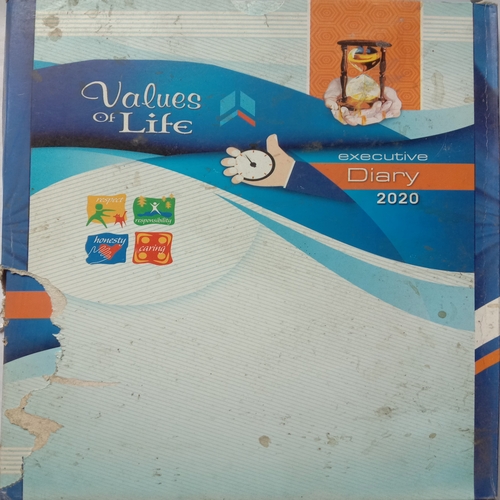 Values
Of Life
executive
Diary
2020
respect
responsibility
honesty
caring